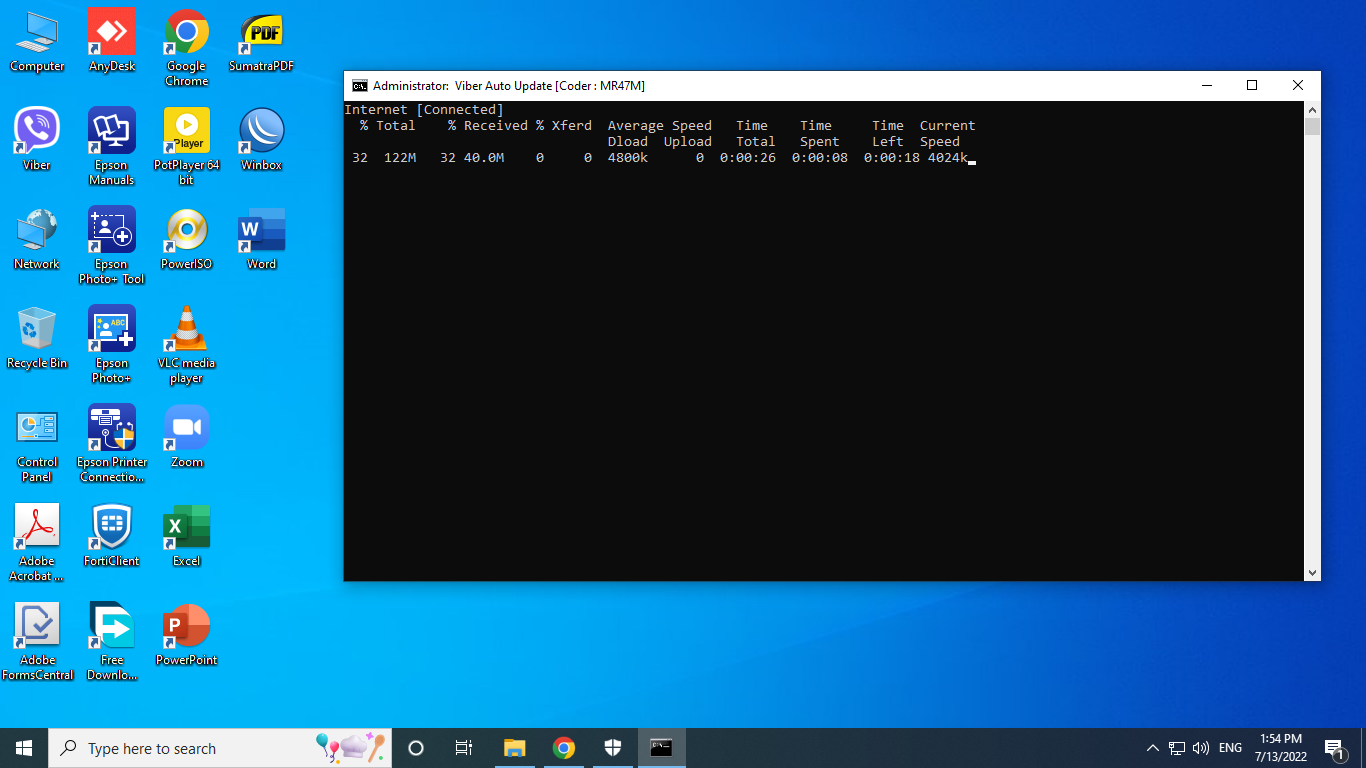 Computer
AnyDesk
Google
Chrome
PDF
SumatraPDF
Viber
Epson
Manuals
Player
PotPlayer 64
bit
Winbox
Network
Epson
Photo+ Tool
PowerISO
W
Word
Recycle Bin
ABC
Epson
Photo+
VLC media
player
Control
Panel
Epson Printer
Connectio...
Zoom
Adobe
Acrobat ...
FortiClient
X
Excel
Adobe
FormsCentral
Free
Downlo...
P
PowerPoint
C:\. Administrator: Viber Auto Update [Coder : MR47M]
Internet [Connected]
% Total % Received % Xferd Average Speed Time Time Time Current
Dload Upload Total Spent Left Speed
32 122M 32 40.0M 0 0 4800k 0 0:00:26 0:00:08 0:00:18 4024k
Type here to search
C:\.
ENG
1:54 PM
7/13/2022
1